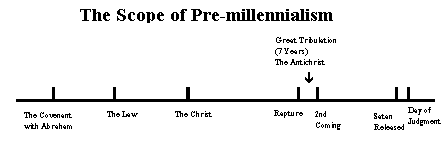 The Scope of Pre-millennialism
Great Tribulation
(7 Years)
The Antichrist
The Covenant
with Abraham
The Law
The Christ
Rapture
2nd
Coming
Satan
Released
Day of
Judgment